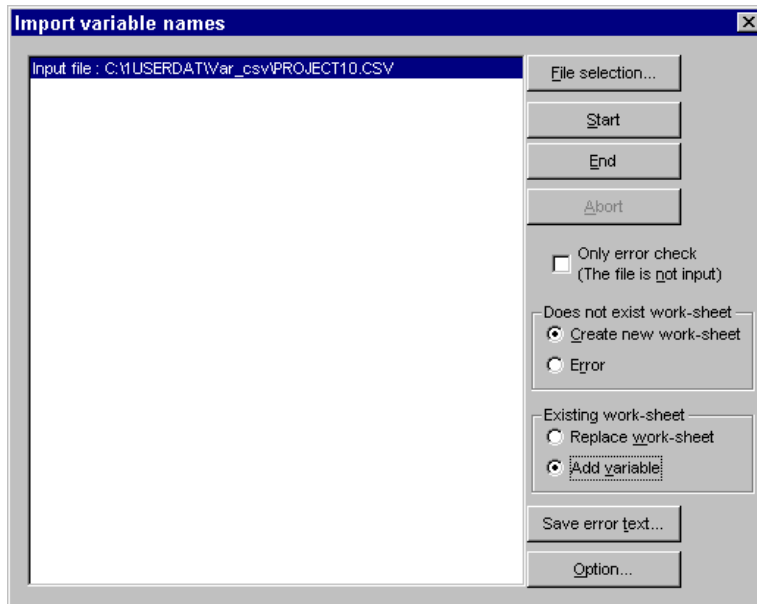 Import variable names
Input file : C:\1USERDAT\Var_csv\PROJECT10.CSV
File selection...
Start
End
Abort
Only error check
(The file is not input)
Does not exist work-sheet
Create new work-sheet
Error
Existing work-sheet
Replace work-sheet
Add variable
Save error text...
Option...